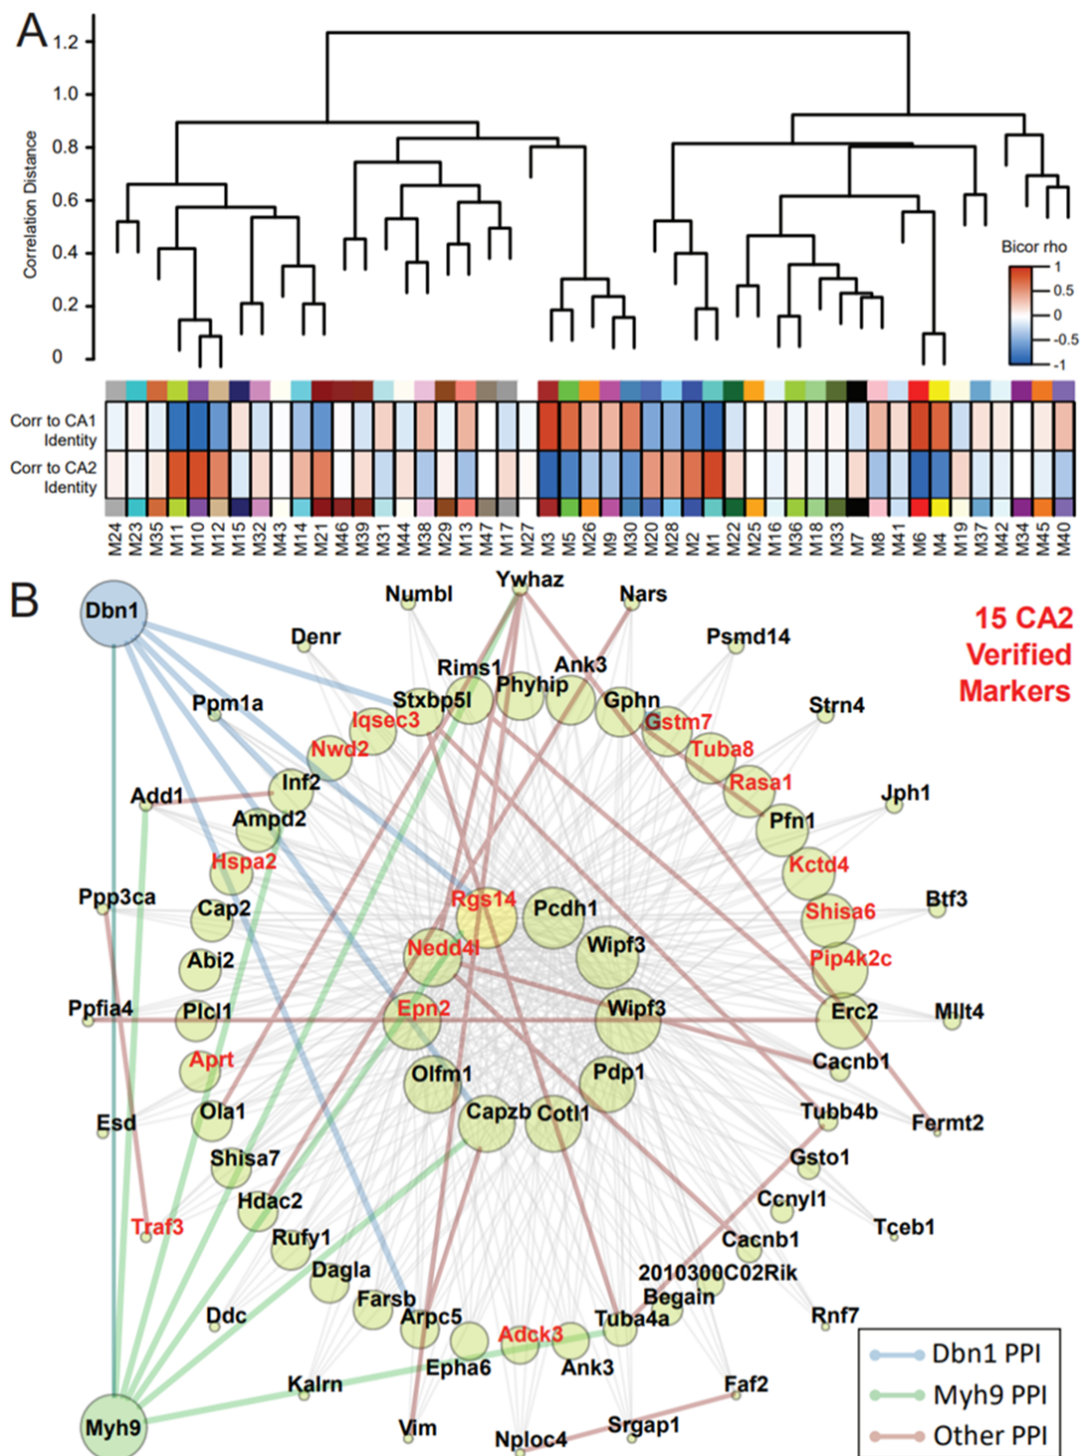 A
1.2
1.0
0.8
0.6
0.4
0.2
0
Correlation Distance
Bicor rho
1
0.5
0
-0.5
-1
Corr to CA1
Identity
Corr to CA2
Identity
M24 M23 M35 M11 M10 M12 M15 M32 M43 M14 M21 M46 M39 M31 M44 M38 M29 M13 M47 M17 M27 M3 M5 M26 M9 M30 M20 M28 M2 M1 M22 M25 M16 M36 M18 M33 M7 M8 M41 M6 M4 M19 M37 M42 M34 M45 M40
B
15 CA2
Verified
Markers
Dbn1
Numbl
Ywhaz
Nars
Denr
Psmd14
Rims1
Ank3
Phyhip
Stxbp5l
Gphn
Ppm1a
Iqsec3
Gstm7
Strn4
Nwd2
Tuba8
Inf2
Rasa1
Add1
Jph1
Ampd2
Pfn1
Hspa2
Kctd4
Ppp3ca
Rgs14
Pcdh1
Btf3
Cap2
Shisa6
Nedd4l
Wipf3
Abi2
Pip4k2c
Ppfia4
Plcl1
Epn2
Wipf3
Erc2
Mllt4
Aprt
Cacnb1
Olfm1
Pdp1
Esd
Ola1
Capzb
Cotl1
Tubb4b
Fermt2
Shisa7
Gsto1
Hdac2
Ccnyl1
Traf3
Tceb1
Rufy1
Cacnb1
Dagla
2010300C02Rik
Farsb
Begain
Ddc
Arpc5
Tuba4a
Rnf7
Adck3
Epha6
Ank3
Kalrn
Faf2
Myh9
Vim
Nploc4
Srgap1
Dbn1 PPI
Myh9 PPI
Other PPI